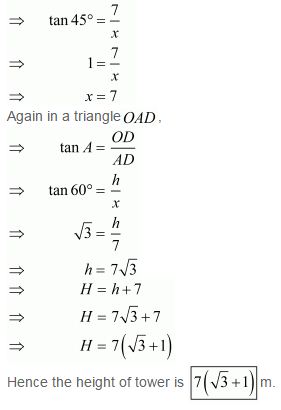 ⇒ tan 45° = 7/x
⇒ 1 = 7/x
⇒ x = 7
Again in a triangle OAD,
⇒ tan A = OD/AD
⇒ tan 60° = h/x
⇒ √3 = h/7
⇒ h = 7√3
⇒ H = h + 7
⇒ H = 7√3 + 7
⇒ H = 7(√3 + 1)
Hence the height of tower is 7(√3 + 1) m.